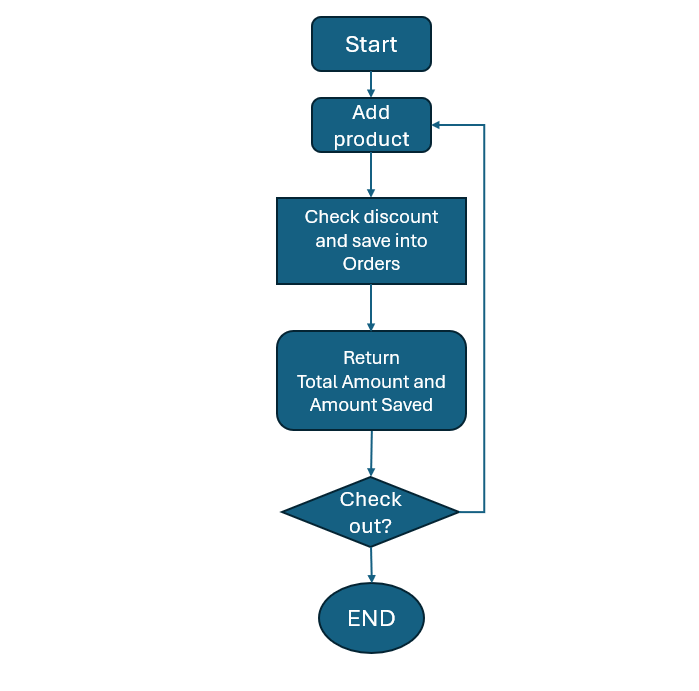 Start
Add
product
Check discount
and save into
Orders
Return
Total Amount and
Amount Saved
Check
out?
END